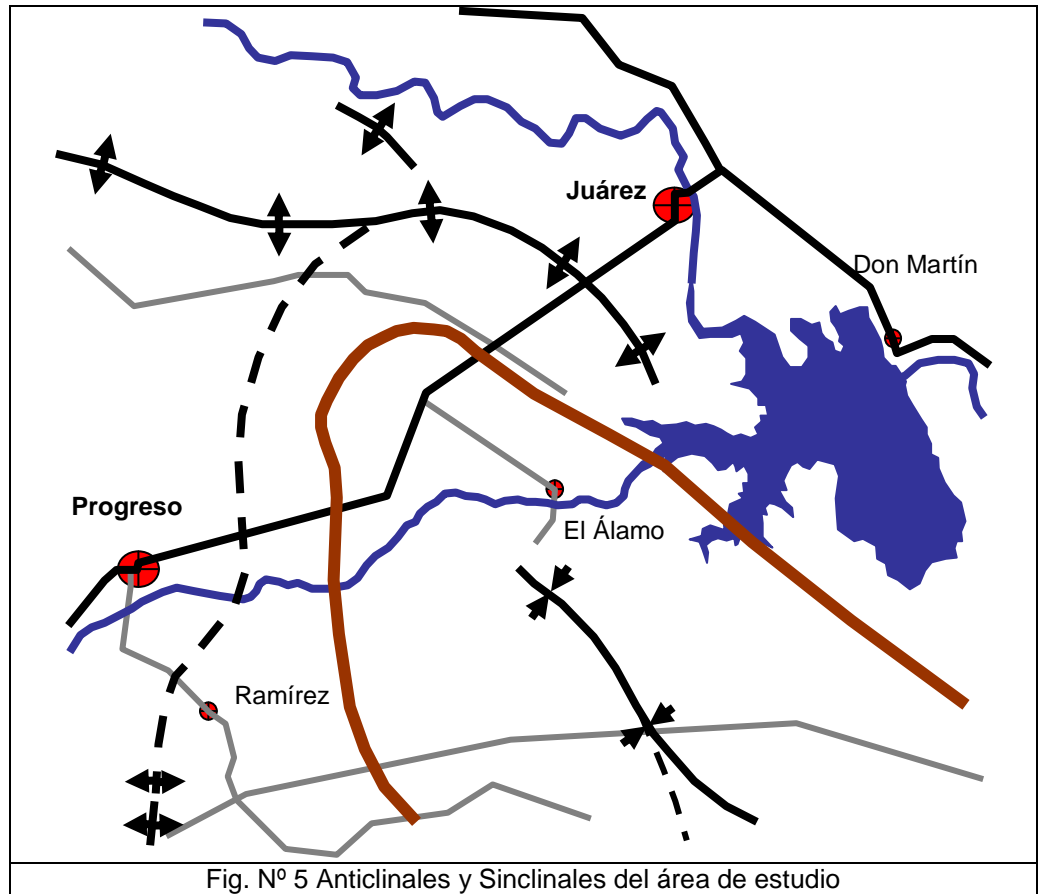 Juárez
Don Martín
Progreso
El Álamo
Ramírez
Fig. Nº 5 Anticlinales y Sinclinales del área de estudio